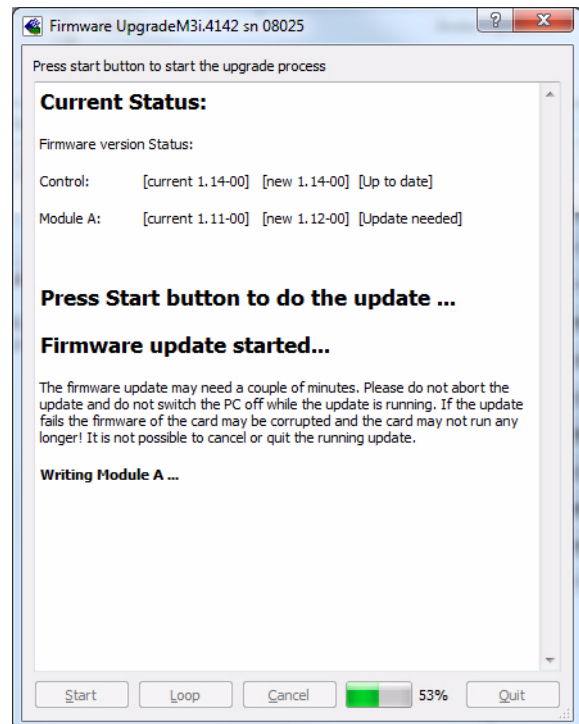 Firmware UpgradeM3i.4142 sn 08025
Press start button to start the upgrade process
Current Status:
Firmware version Status:
Control: [current 1.14-00] [new 1.14-00] [Up to date]
Module A: [current 1.11-00] [new 1.12-00] [Update needed]
Press Start button to do the update ...
Firmware update started...
The firmware update may need a couple of minutes. Please do not abort the
update and do not switch the PC off while the update is running. If the update
fails the firmware of the card may be corrupted and the card may not run any
longer! It is not possible to cancel or quit the running update.
Writing Module A ...
Start Loop Cancel 53% Quit